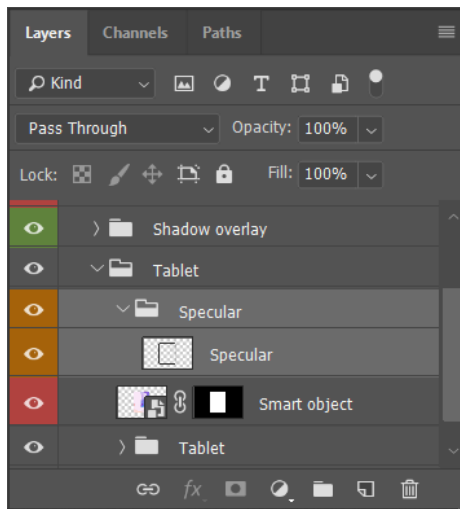 Layers Channels Paths
Kind T
Pass Through Opacity: 100%
Lock: Fill: 100%
Shadow overlay
Tablet
Specular
Specular
Smart object
Tablet
fx